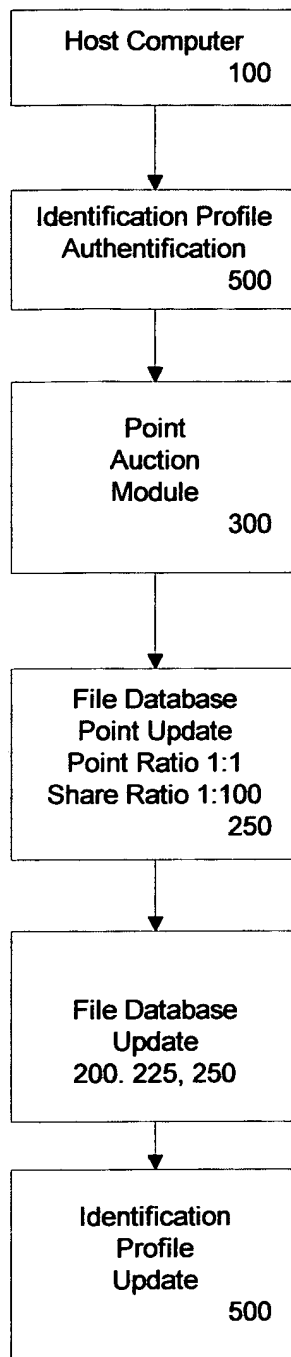 Host Computer
100
Identification Profile
Authentification
500
Point
Auction
Module
300
File Database
Point Update
Point Ratio 1:1
Share Ratio 1:100
250
File Database
Update
200. 225, 250
Identification
Profile
Update
500